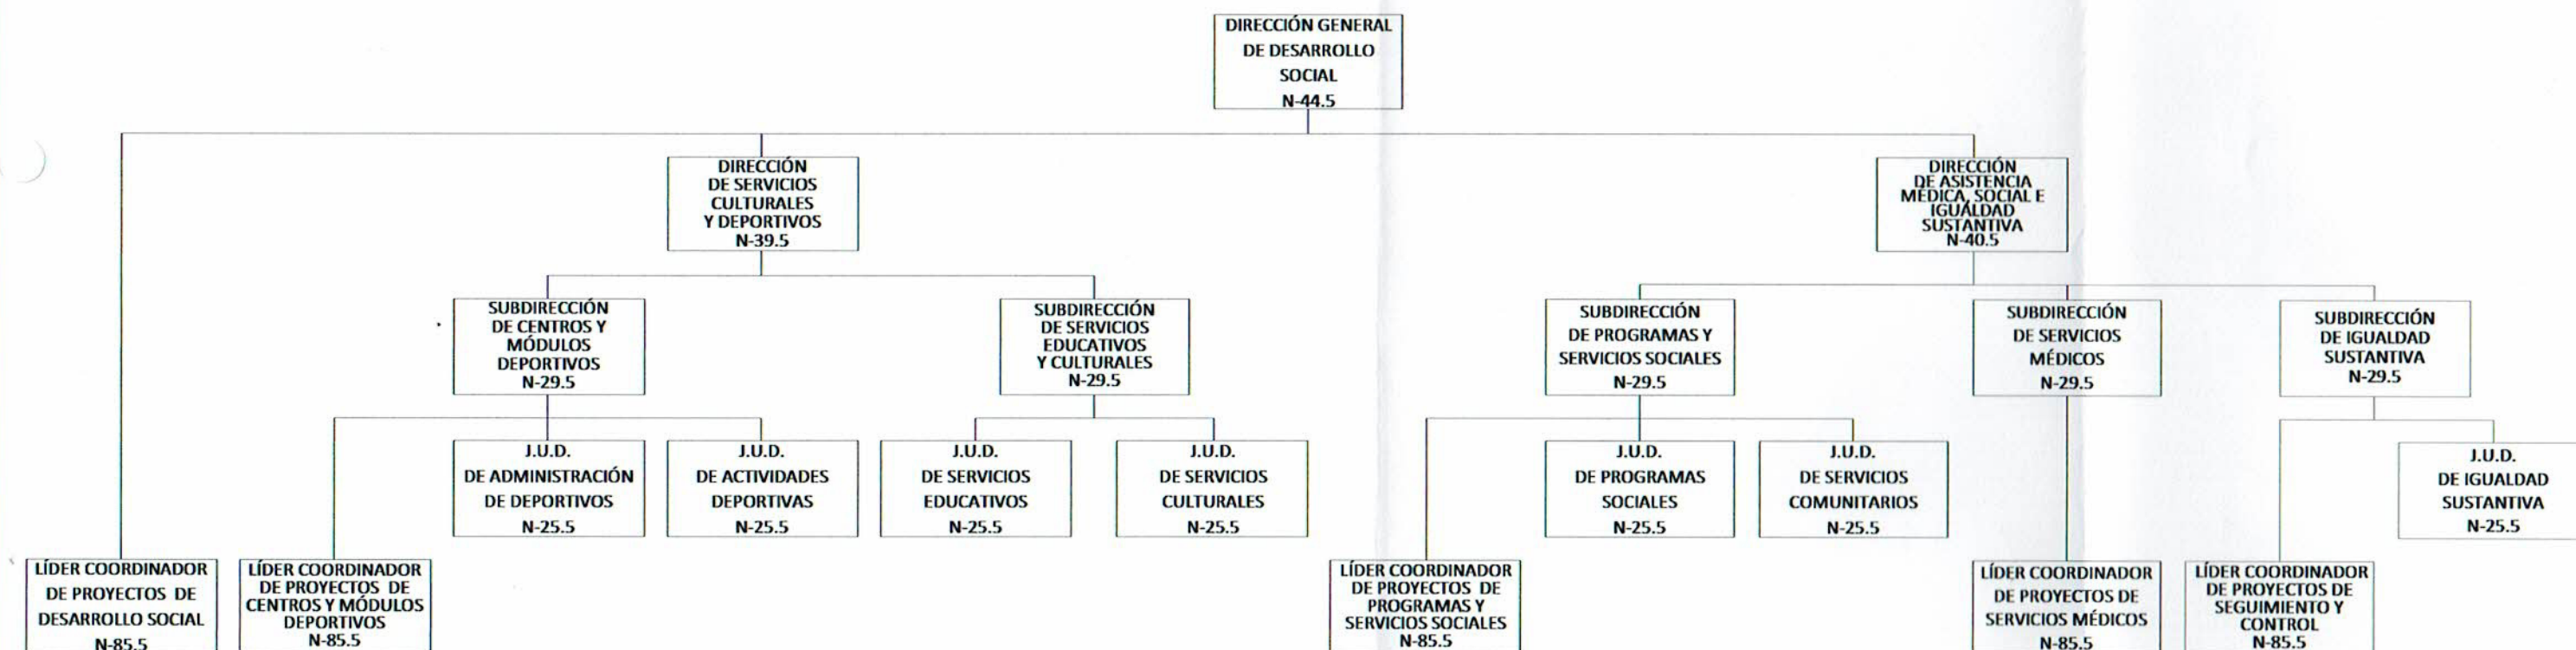 DIRECCIÓN GENERAL
DE DESARROLLO
SOCIAL
N-44.5
DIRECCIÓN
DE SERVICIOS
CULTURALES
Y DEPORTIVOS
N-39.5
DIRECCIÓN
DE ASISTENCIA
MÉDICA, SOCIAL E
IGUALDAD
SUSTANTIVA
N-40.5
SUBDIRECCIÓN
DE CENTROS Y
MÓDULOS
DEPORTIVOS
N-29.5
SUBDIRECCIÓN
DE SERVICIOS
EDUCATIVOS
Y CULTURALES
N-29.5
SUBDIRECCIÓN
DE PROGRAMAS Y
SERVICIOS SOCIALES
N-29.5
SUBDIRECCIÓN
DE SERVICIOS
MÉDICOS
N-29.5
SUBDIRECCIÓN
DE IGUALDAD
SUSTANTIVA
N-29.5
J.U.D.
DE ADMINISTRACIÓN
DE DEPORTIVOS
N-25.5
J.U.D.
DE ACTIVIDADES
DEPORTIVAS
N-25.5
J.U.D.
DE SERVICIOS
EDUCATIVOS
N-25.5
J.U.D.
DE SERVICIOS
CULTURALES
N-25.5
J.U.D.
DE PROGRAMAS
SOCIALES
N-25.5
J.U.D.
DE SERVICIOS
COMUNITARIOS
N-25.5
J.U.D.
DE IGUALDAD
SUSTANTIVA
N-25.5
LÍDER COORDINADOR
DE PROYECTOS DE
DESARROLLO SOCIAL
N-85.5
LÍDER COORDINADOR
DE PROYECTOS DE
CENTROS Y MÓDULOS
DEPORTIVOS
N-85.5
LÍDER COORDINADOR
DE PROYECTOS DE
PROGRAMAS Y
SERVICIOS SOCIALES
N-85.5
LÍDER COORDINADOR
DE PROYECTOS DE
SERVICIOS MÉDICOS
N-85.5
LÍDER COORDINADOR
DE PROYECTOS DE
SEGUIMIENTO Y
CONTROL
N-85.5